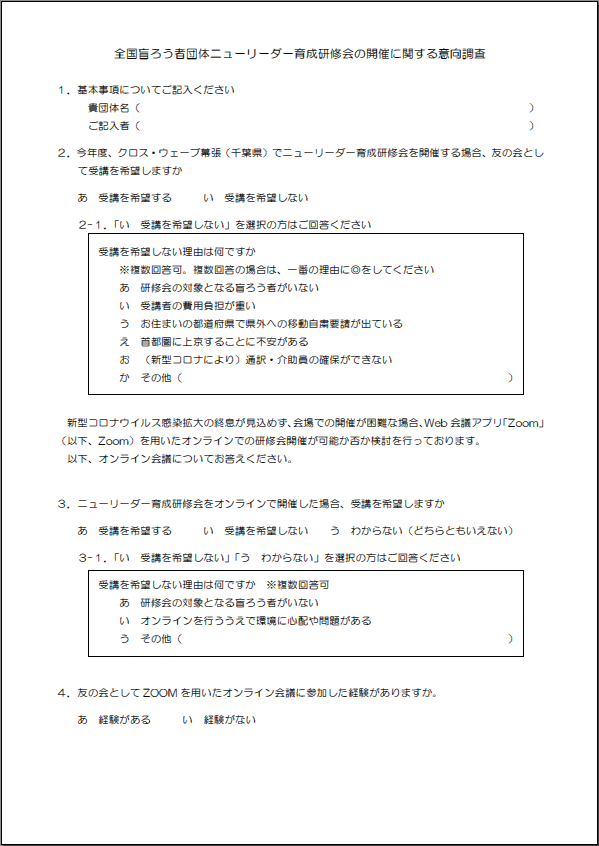 全国盲ろう者団体ニューリーダー育成研修会の開催に関する意向調査
１．基本事項についてご記入ください
貴団体名（　　　　　　　　　　　　　　　　　　　　　　　　　　　　　　　　　　　　　）
ご記入者（　　　　　　　　　　　　　　　　　　　　　　　　　　　　　　　　　　　　　）
２．今年度、クロス・ウェーブ幕張（千葉県）でニューリーダー育成研修会を開催する場合、友の会とし
て受講を希望しますか
あ　受講を希望する　　　い　受講を希望しない
２-１．「い　受講を希望しない」を選択の方はご回答ください
受講を希望しない理由は何ですか
※複数回答可。複数回答の場合は、一番の理由に◎をしてください
あ　研修会の対象となる盲ろう者がいない
い　受講者の費用負担が重い
う　お住まいの都道府県で県外への移動自粛要請が出ている
え　首都圏に上京することに不安がある
お　（新型コロナにより）通訳・介助員の確保ができない
か　その他（　　　　　　　　　　　　　　　　　　　　　　　　　　　　　　　）
新型コロナウイルス感染拡大の終息が見込めず、会場での開催が困難な場合、Web 会議アプリ「Zoom」
（以下、Zoom）を用いたオンラインでの研修会開催が可能か否か検討を行っております。
以下、オンライン会議についてお答えください。
３．ニューリーダー育成研修会をオンラインで開催した場合、受講を希望しますか
あ　受講を希望する　　　い　受講を希望しない　　う　わからない（どちらともいえない）
３-１．「い　受講を希望しない」「う　わからない」を選択の方はご回答ください
受講を希望しない理由は何ですか　※複数回答可
あ　研修会の対象となる盲ろう者がいない
い　オンラインを行ううえで環境に心配や問題がある
う　その他（　　　　　　　　　　　　　　　　　　　　　　　　　　　　　　　）
４．友の会として ZOOM を用いたオンライン会議に参加した経験がありますか。
あ　経験がある　　　い　経験がない